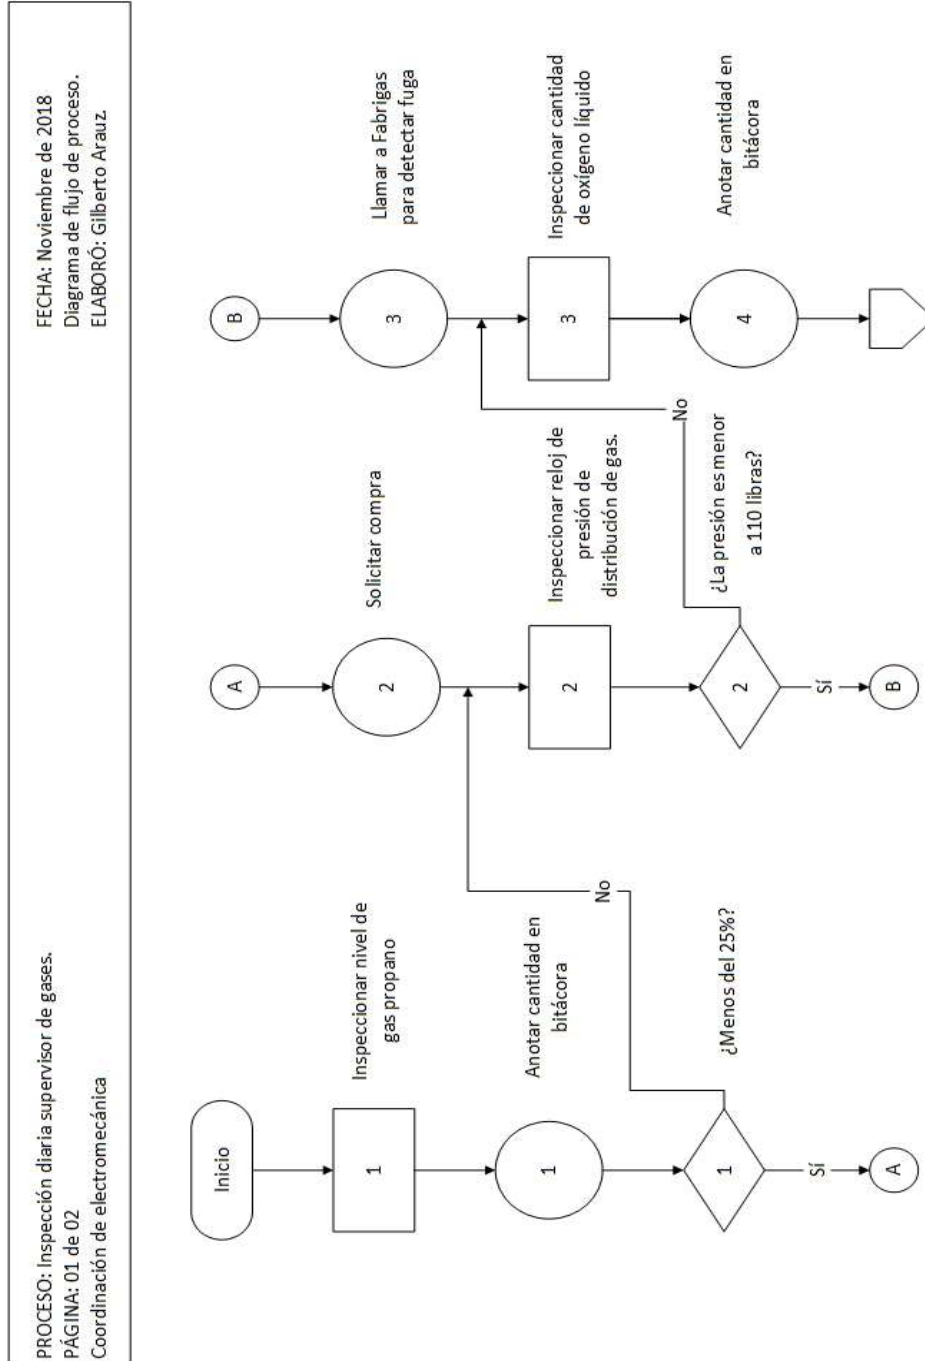 PROCESO: Inspección diaria supervisor de gases.
PÁGINA: 01 de 02
Coordinación de electromecánica
FECHA: Noviembre de 2018
Diagrama de flujo de proceso.
ELABORÓ: Gilberto Arauz.
Inicio
1
Inspeccionar nivel de
gas propano
1
Anotar cantidad en
bitácora
1
¿Menos del 25%?
No
Sí
A
A
2
Solicitar compra
2
Inspeccionar reloj de
presión de
distribución de gas.
2
¿La presión es menor
a 110 libras?
No
Sí
B
B
3
Llamar a Fabrigas
para detectar fuga
3
Inspeccionar cantidad
de oxígeno líquido
4
Anotar cantidad en
bitácora